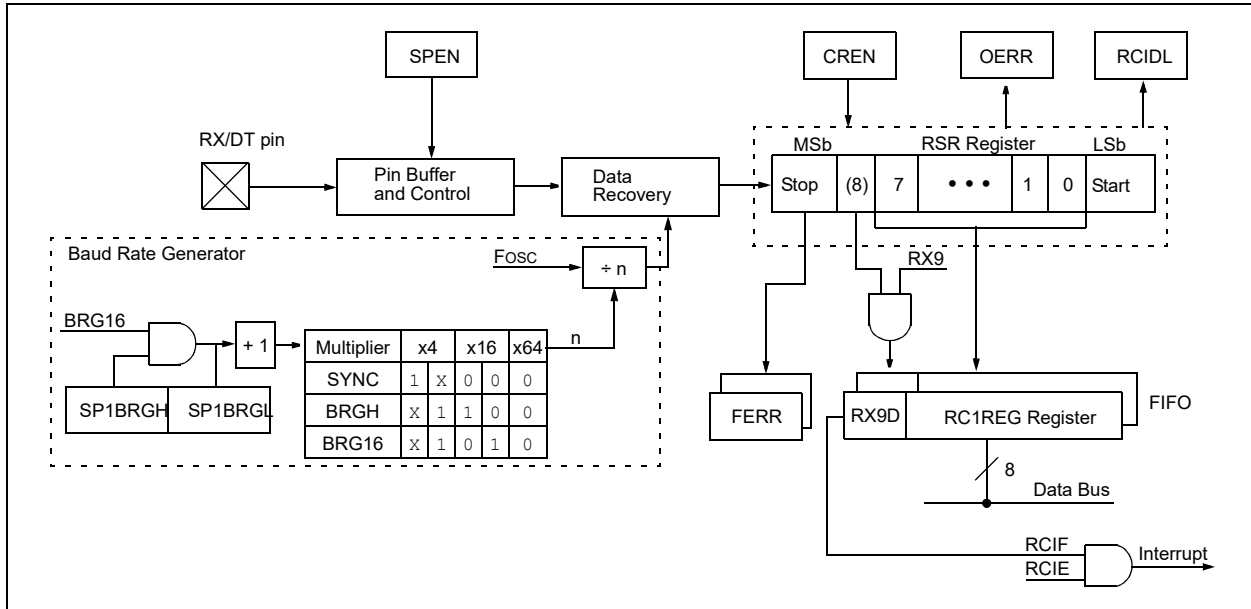 SPEN
CREN
OERR
RCIDL
RX/DT pin
Pin Buffer
and Control
Data
Recovery
MSb
RSR Register
LSb
Stop (8) 7 • • • 1 0 Start
Baud Rate Generator
FOSC
÷ n
n
RX9
BRG16
+ 1
SP1BRGH SP1BRGL
Multiplier x4 x16 x64
SYNC 1 X 0 0 0
BRGH X 1 1 0 0
BRG16 X 1 0 1 0
FERR
RX9D RC1REG Register
FIFO
8
Data Bus
RCIF
RCIE
Interrupt